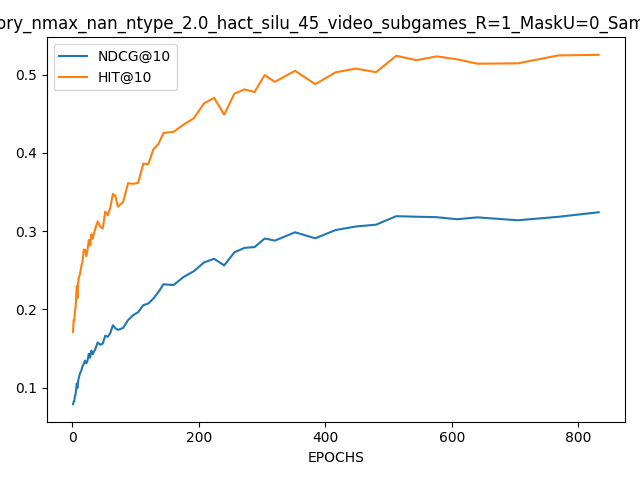 ory_nmax_nan_ntype_2.0_hact_silu_45_video_subgames_R=1_MaskU=0_Sam
NDCG@10
HIT@10
0.5
0.4
0.3
0.2
0.1
0 200 400 600 800
EPOCHS